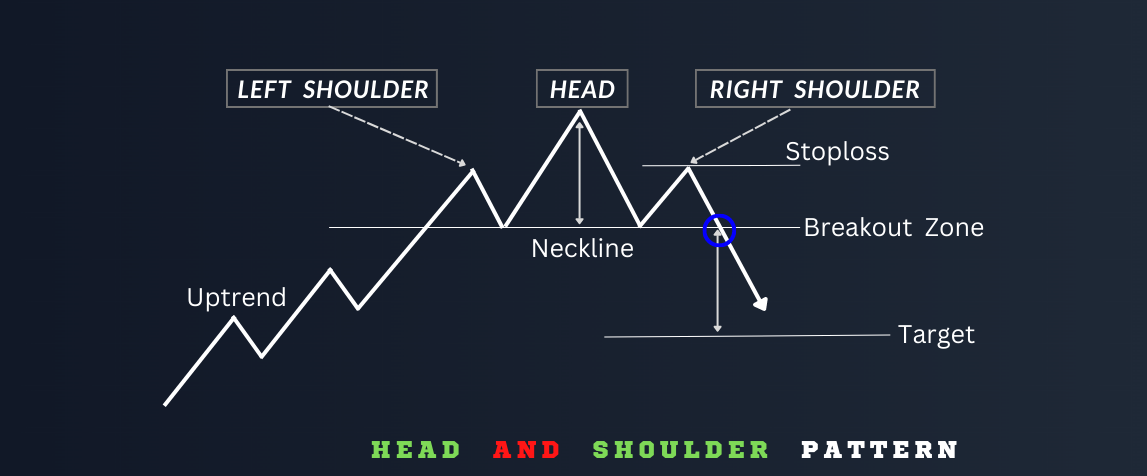 LEFT SHOULDER
HEAD
RIGHT SHOULDER
Stoploss
Breakout Zone
Neckline
Uptrend
Target
HEAD AND SHOULDER PATTERN